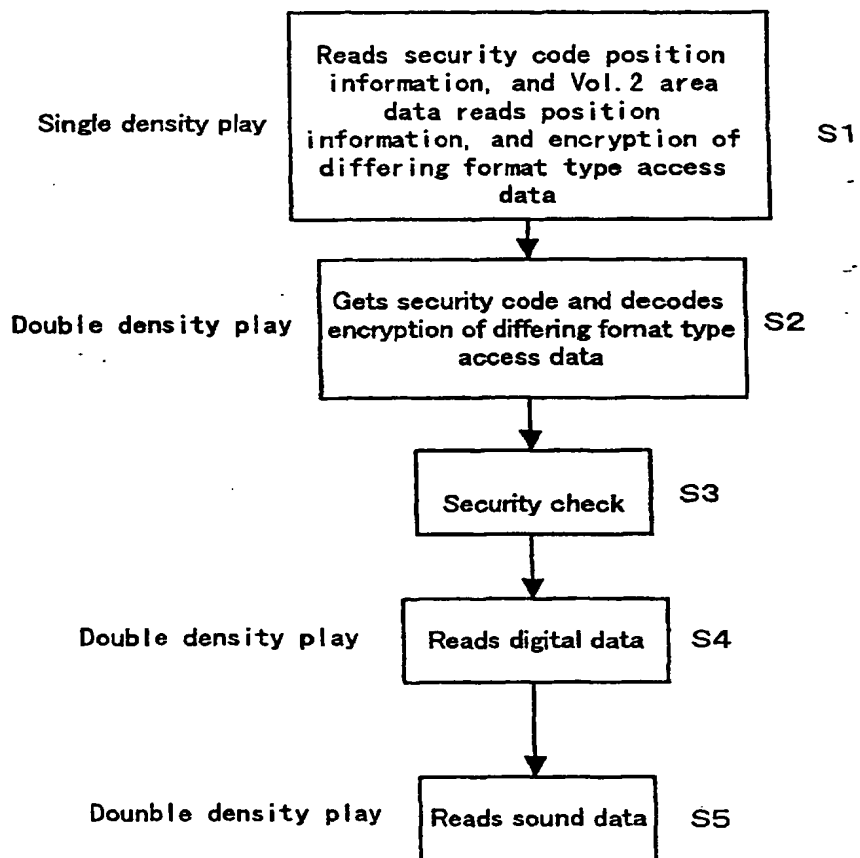 Reads security code position
information, and Vol.2 area
data reads position
information, and encryption of
differing format type access
data
Single density play
S1
Gets security code and decodes
encryption of differing fomat type
access data
Double density play
S2
Security check
S3
Double density play
Reads digital data
S4
Dounble density play
Reads sound data
S5